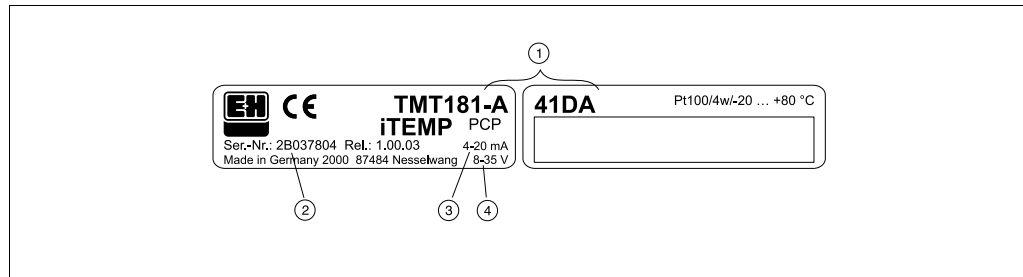 1
E+H CE TMT181-A
iTEMP PCP
Ser.-Nr.: 2B037804 Rel.: 1.00.03 4-20 mA
Made in Germany 2000 87484 Nesselwang 8-35 V
41DA Pt100/4w/-20 ... +80 °C
2
3
4